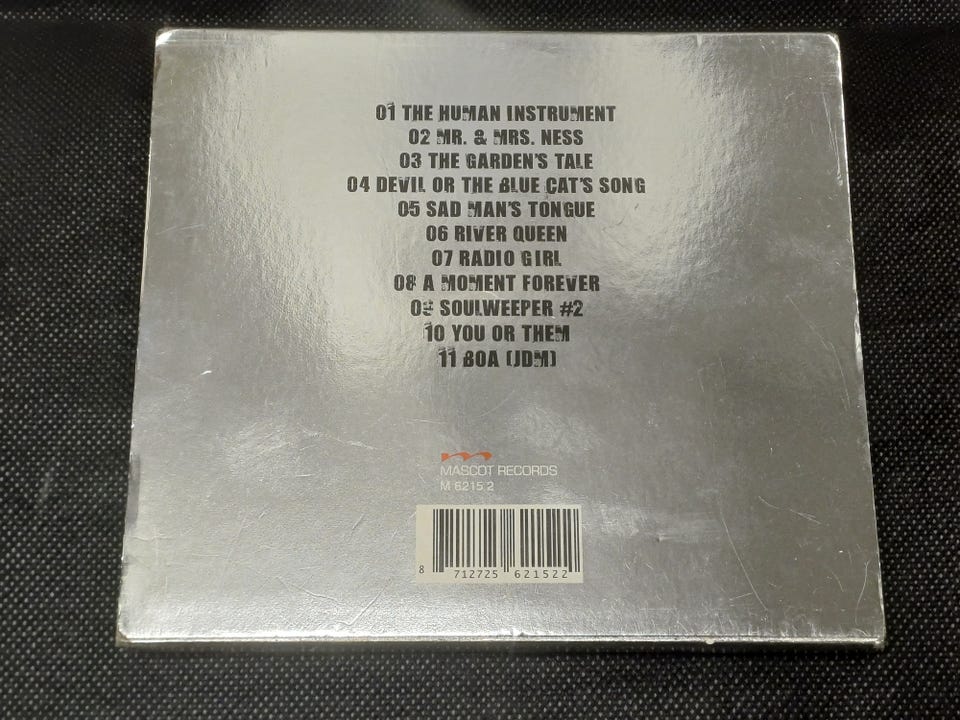 01 THE HUMAN INSTRUMENT
02 MR. & MRS. NESS
03 THE GARDEN'S TALE
04 DEVIL OR THE BLUE CAT'S SONG
05 SAD MAN'S TONGUE
06 RIVER QUEEN
07 RADIO GIRL
08 A MOMENT FOREVER
09 SOULWEEPER #2
10 YOU OR THEM
11 BOA (JDM)
MASCOT RECORDS
M 6215 2
8 712725 621522